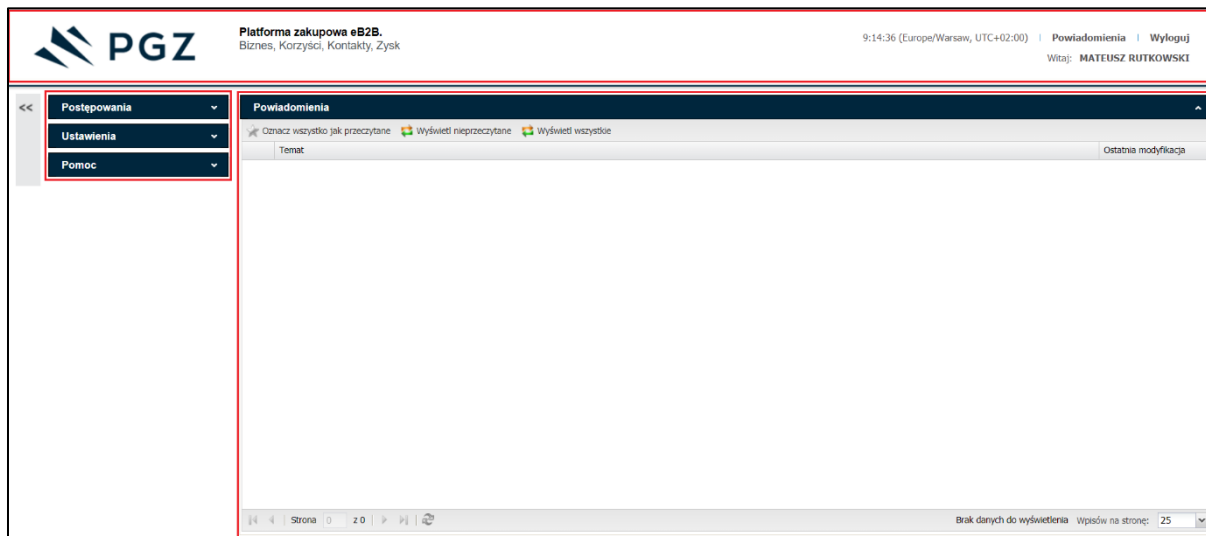 PGZ
Platforma zakupowa eB2B.
Biznes, Korzyści, Kontakty, Zysk
9:14:36 (Europe/Warsaw, UTC+02:00) | Powiadomienia | Wyloguj
Witaj: MATEUSZ RUTKOWSKI
<<
Postępowania
Ustawienia
Pomoc
Powiadomienia
Oznacz wszystko jak przeczytane Wyświetl nieprzeczytane Wyświetl wszystkie
Temat Ostatnia modyfikacja
Strona 0 z 0 Brak danych do wyświetlenia Wpisów na stronę: 25